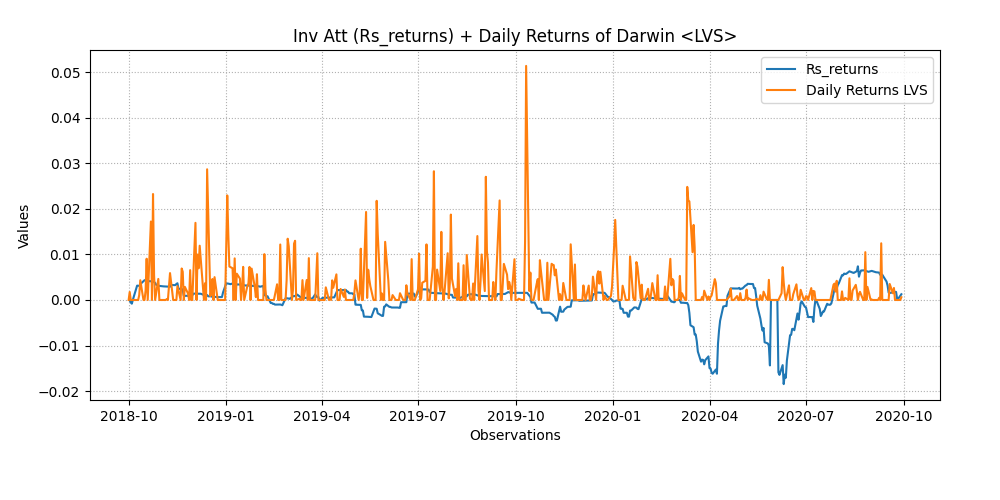 Inv Att (Rs_returns) + Daily Returns of Darwin <LVS>
Rs_returns
Daily Returns LVS
0.05
0.04
0.03
0.02
0.01
0.00
−0.01
−0.02
Values
2018-10 2019-01 2019-04 2019-07 2019-10 2020-01 2020-04 2020-07 2020-10
Observations